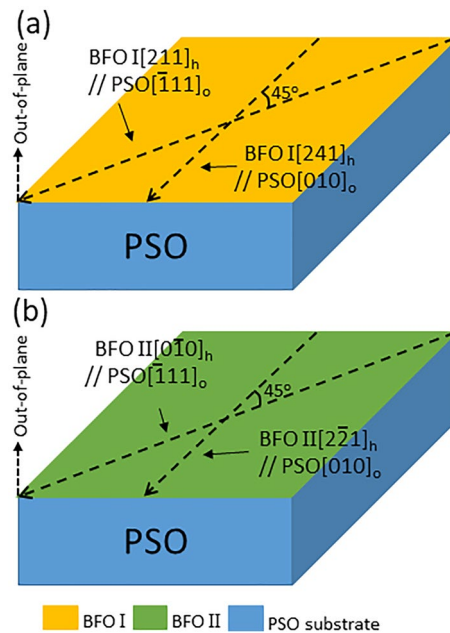 (a)
Out-of-plane
BFO I[211]ₕ
// PSO[1̄11]ₒ
45°
BFO I[241]ₕ
// PSO[010]ₒ
PSO
(b)
Out-of-plane
BFO II[01̄0]ₕ
// PSO[1̄11]ₒ
45°
BFO II[22̄1]ₕ
// PSO[010]ₒ
PSO
BFO I BFO II PSO substrate